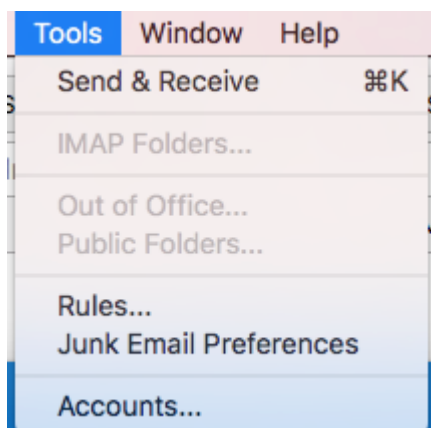 Tools Window Help
Send & Receive ⌘K
IMAP Folders...
Out of Office...
Public Folders...
Rules...
Junk Email Preferences
Accounts...